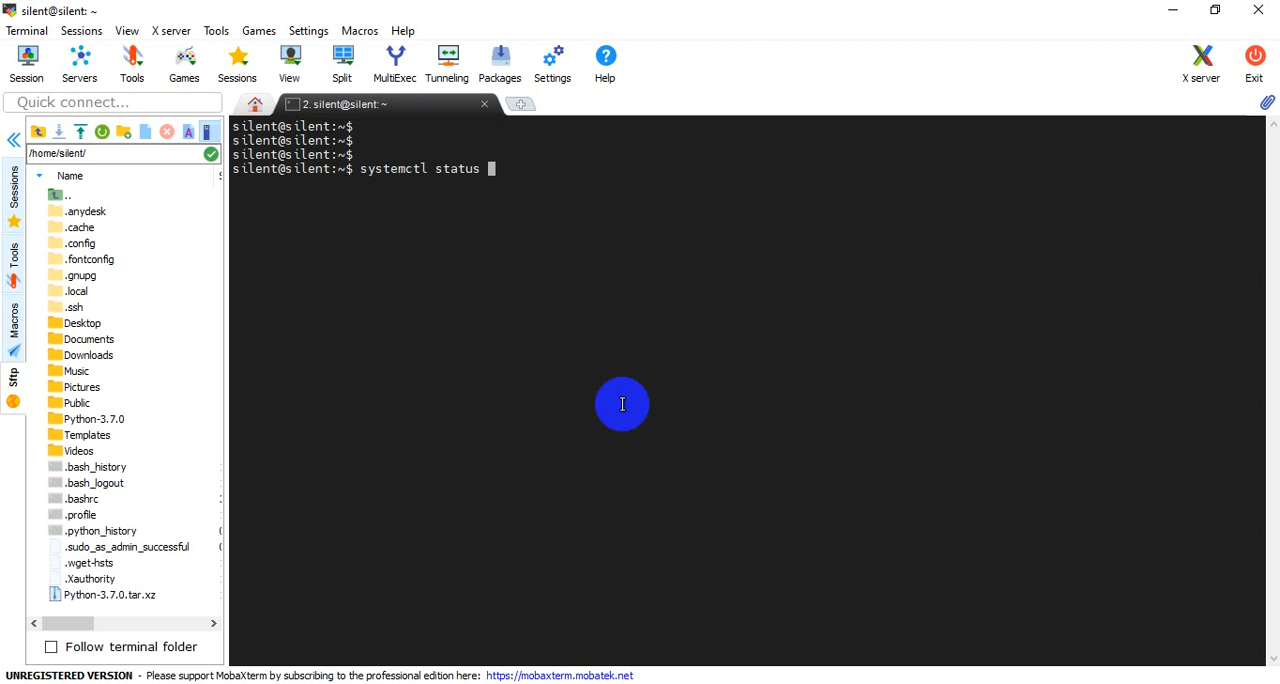 silent@silent: ~
Terminal Sessions View X server Tools Games Settings Macros Help
Session Servers Tools Games Sessions View Split MultiExec Tunneling Packages Settings Help X server Exit
Quick connect...
2. silent@silent: ~
/home/silent/
Name
..
.anydesk
.cache
.config
.fontconfig
.gnupg
.local
.ssh
Desktop
Documents
Downloads
Music
Pictures
Public
Python-3.7.0
Templates
Videos
.bash_history
.bash_logout
.bashrc
.profile
.python_history
.sudo_as_admin_successful
.wget-hsts
.Xauthority
Python-3.7.0.tar.xz
Follow terminal folder
Sessions
Tools
Macros
Sftp
silent@silent:~$
silent@silent:~$
silent@silent:~$
silent@silent:~$ systemctl status
UNREGISTERED VERSION - Please support MobaXterm by subscribing to the professional edition here: https://mobaxterm.mobatek.net